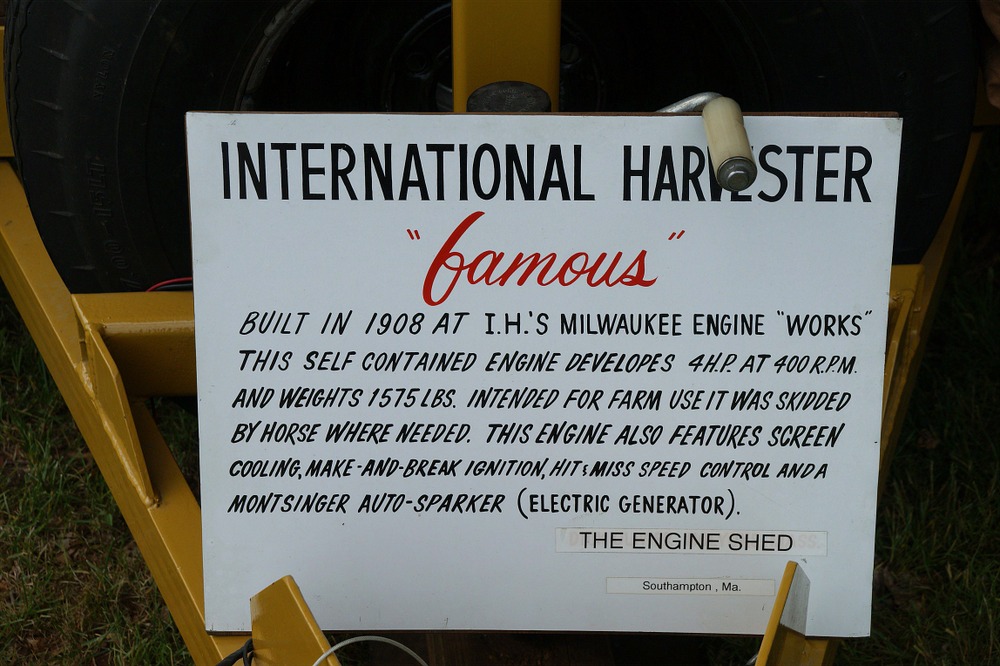 INTERNATIONAL HARVESTER
"famous"
BUILT IN 1908 AT I.H.'S MILWAUKEE ENGINE "WORKS"
THIS SELF CONTAINED ENGINE DEVELOPES 4H.P. AT 400 R.P.M.
AND WEIGHTS 1575 LBS. INTENDED FOR FARM USE IT WAS SKIDDED
BY HORSE WHERE NEEDED. THIS ENGINE ALSO FEATURES SCREEN
COOLING, MAKE-AND-BREAK IGNITION, HIT & MISS SPEED CONTROL AND A
MONTSINGER AUTO-SPARKER (ELECTRIC GENERATOR).
THE ENGINE SHED
Southampton , Ma.